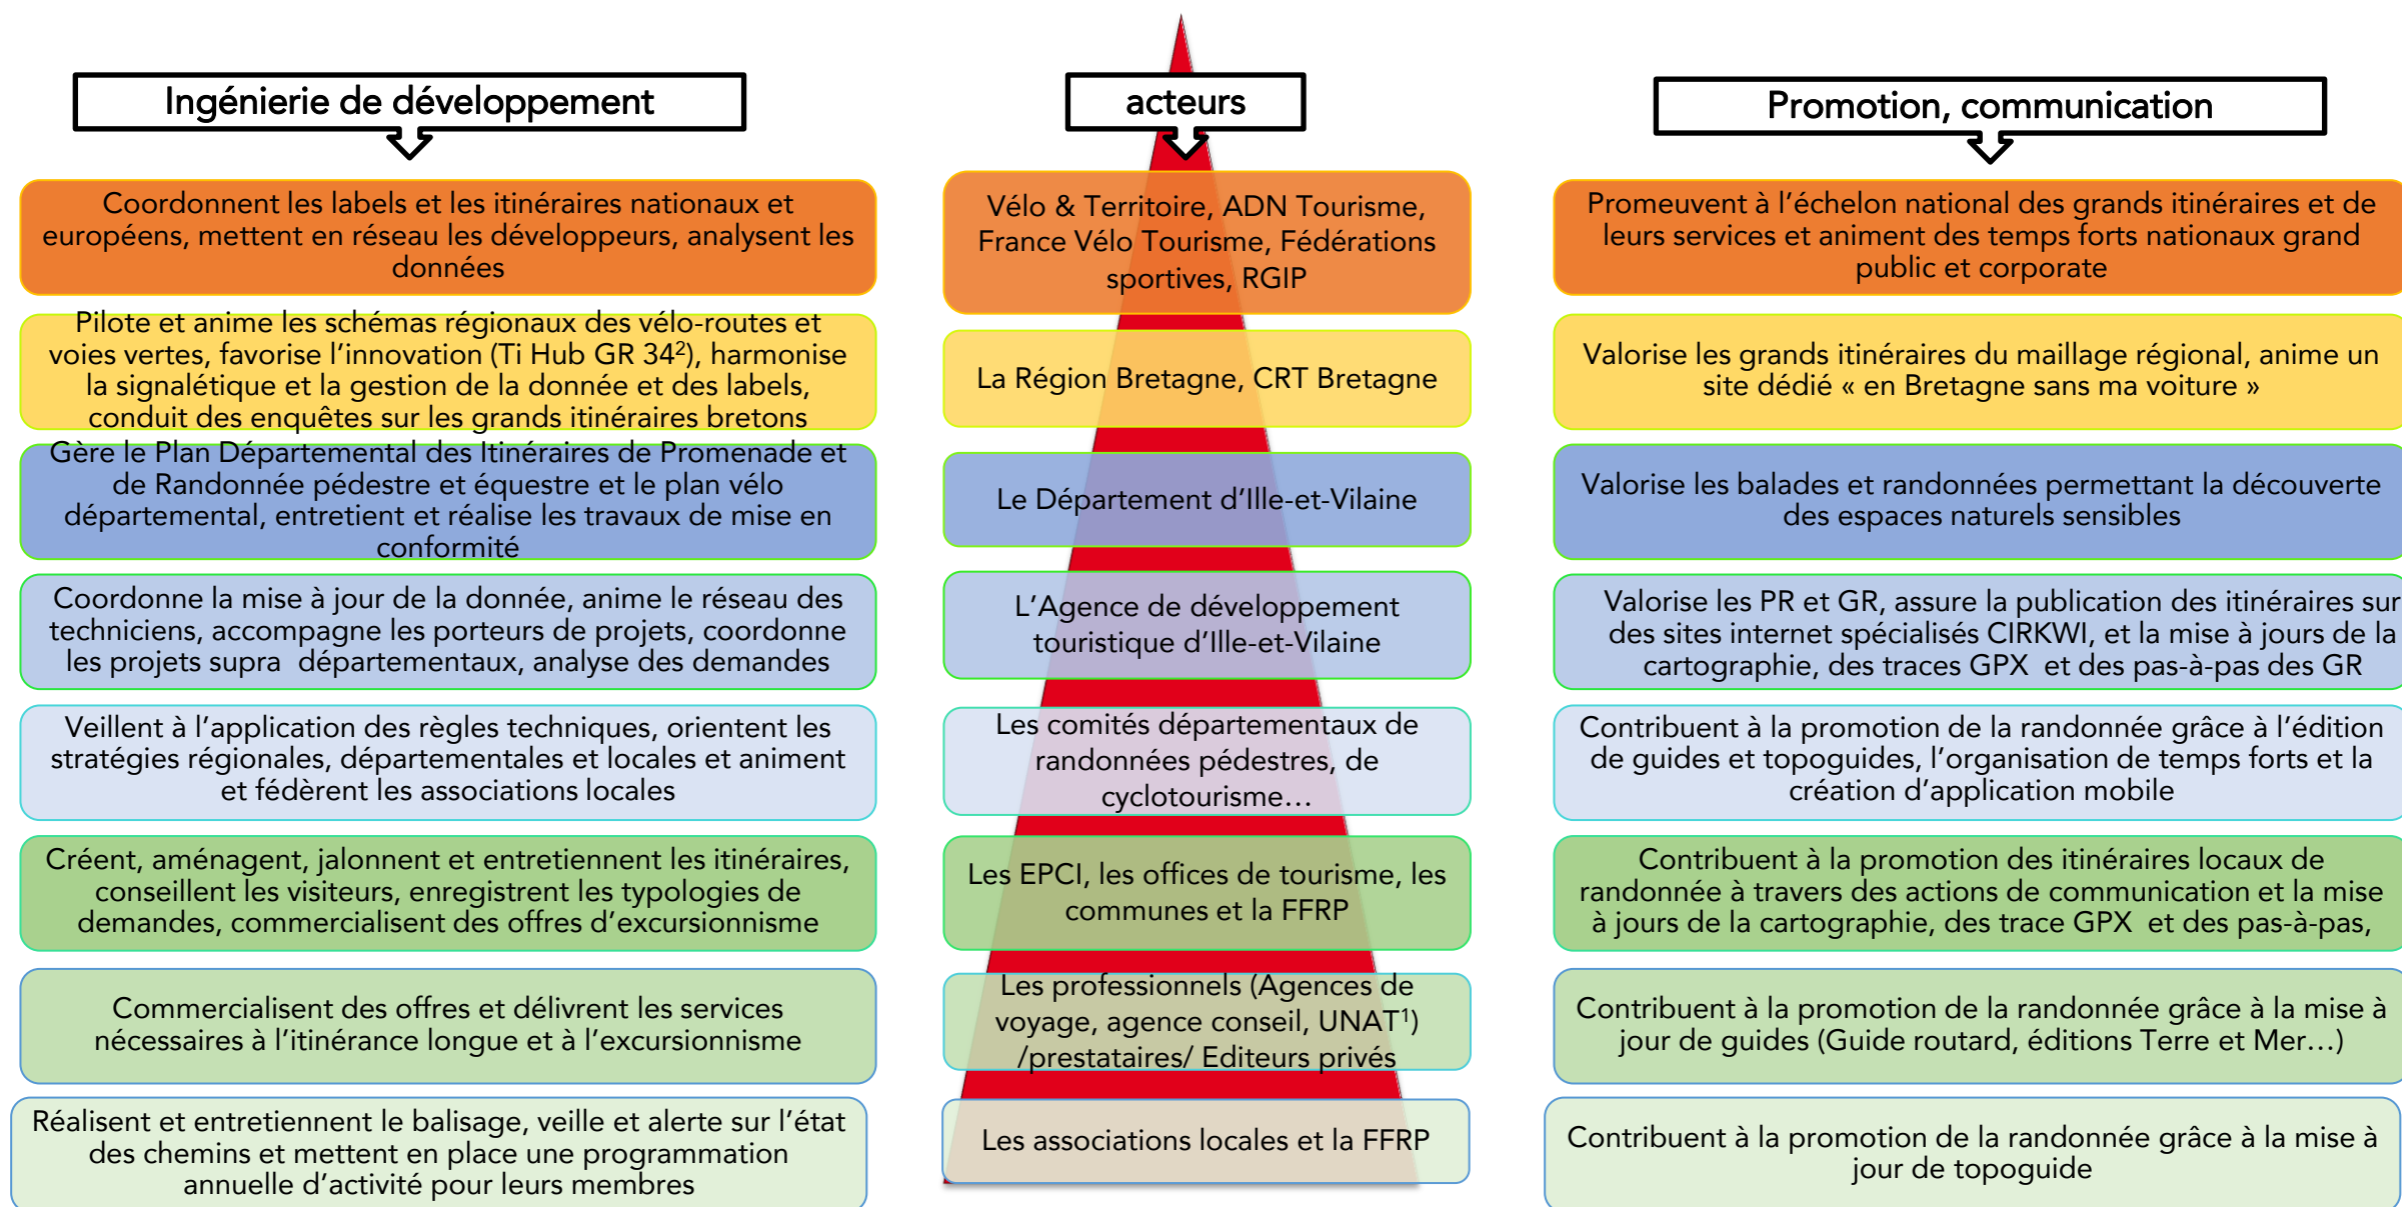 Ingénierie de développement
acteurs
Promotion, communication
Coordonnent les labels et les itinéraires nationaux et
européens, mettent en réseau les développeurs, analysent les
données
Vélo & Territoire, ADN Tourisme,
France Vélo Tourisme, Fédérations
sportives, RGIP
Promeuvent à l’échelon national des grands itinéraires et de
leurs services et animent des temps forts nationaux grand
public et corporate
Pilote et anime les schémas régionaux des vélo-routes et
voies vertes, favorise l’innovation (Ti Hub GR 34²), harmonise
la signalétique et la gestion de la donnée et des labels,
conduit des enquêtes sur les grands itinéraires bretons
La Région Bretagne, CRT Bretagne
Valorise les grands itinéraires du maillage régional, anime un
site dédié « en Bretagne sans ma voiture »
Gère le Plan Départemental des Itinéraires de Promenade et
de Randonnée pédestre et équestre et le plan vélo
départemental, entretient et réalise les travaux de mise en
conformité
Le Département d’Ille-et-Vilaine
Valorise les balades et randonnées permettant la découverte
des espaces naturels sensibles
Coordonne la mise à jour de la donnée, anime le réseau des
techniciens, accompagne les porteurs de projets, coordonne
les projets supra départementaux, analyse des demandes
L’Agence de développement
touristique d’Ille-et-Vilaine
Valorise les PR et GR, assure la publication des itinéraires sur
des sites internet spécialisés CIRKWI, et la mise à jours de la
cartographie, des traces GPX et des pas-à-pas des GR
Veillent à l’application des règles techniques, orientent les
stratégies régionales, départementales et locales et animent
et fédèrent les associations locales
Les comités départementaux de
randonnées pédestres, de
cyclotourisme…
Contribuent à la promotion de la randonnée grâce à l’édition
de guides et topoguides, l’organisation de temps forts et la
création d’application mobile
Créent, aménagent, jalonnent et entretiennent les itinéraires,
conseillent les visiteurs, enregistrent les typologies de
demandes, commercialisent des offres d’excursionnisme
Les EPCI, les offices de tourisme, les
communes et la FFRP
Contribuent à la promotion des itinéraires locaux de
randonnée à travers des actions de communication et la mise
à jours de la cartographie, des trace GPX et des pas-à-pas,
Commercialisent des offres et délivrent les services
nécessaires à l’itinérance longue et à l’excursionnisme
Les professionnels (Agences de
voyage, agence conseil, UNAT¹)
/prestataires/ Editeurs privés
Contribuent à la promotion de la randonnée grâce à la mise à
jour de guides (Guide routard, éditions Terre et Mer…)
Réalisent et entretiennent le balisage, veille et alerte sur l’état
des chemins et mettent en place une programmation
annuelle d’activité pour leurs membres
Les associations locales et la FFRP
Contribuent à la promotion de la randonnée grâce à la mise à
jour de topoguide